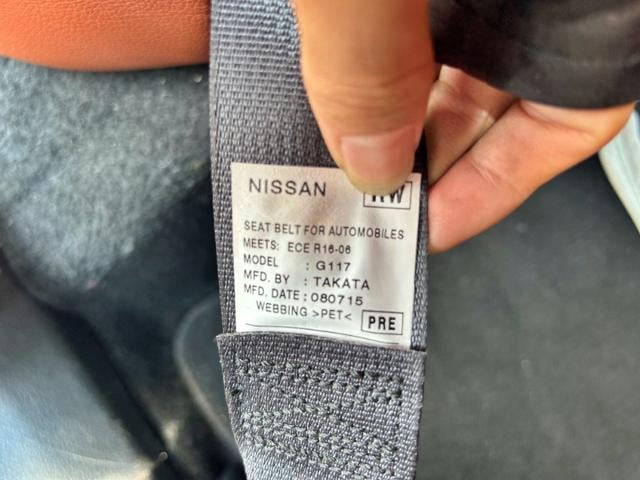 NISSAN
SEAT BELT FOR AUTOMOBILES
MEETS: ECE R16-06
MODEL : G117
MFD. BY : TAKATA
MFD. DATE : 080715
WEBBING >PET<
PRE